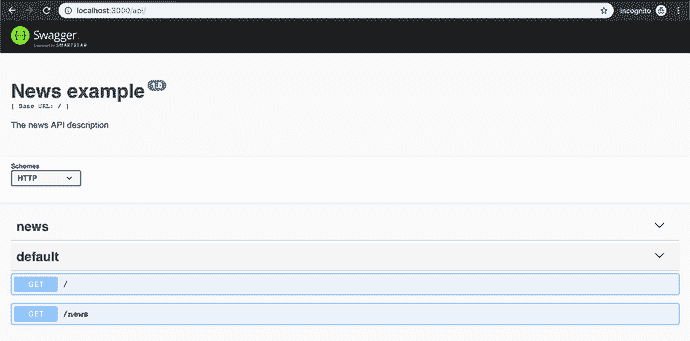 localhost:3000/api/
Incognito
Swagger
Powered by SMARTBEAR
News example 1.0
[ Base URL: / ]
The news API description
Schemes
HTTP
news
default
GET /
GET /news